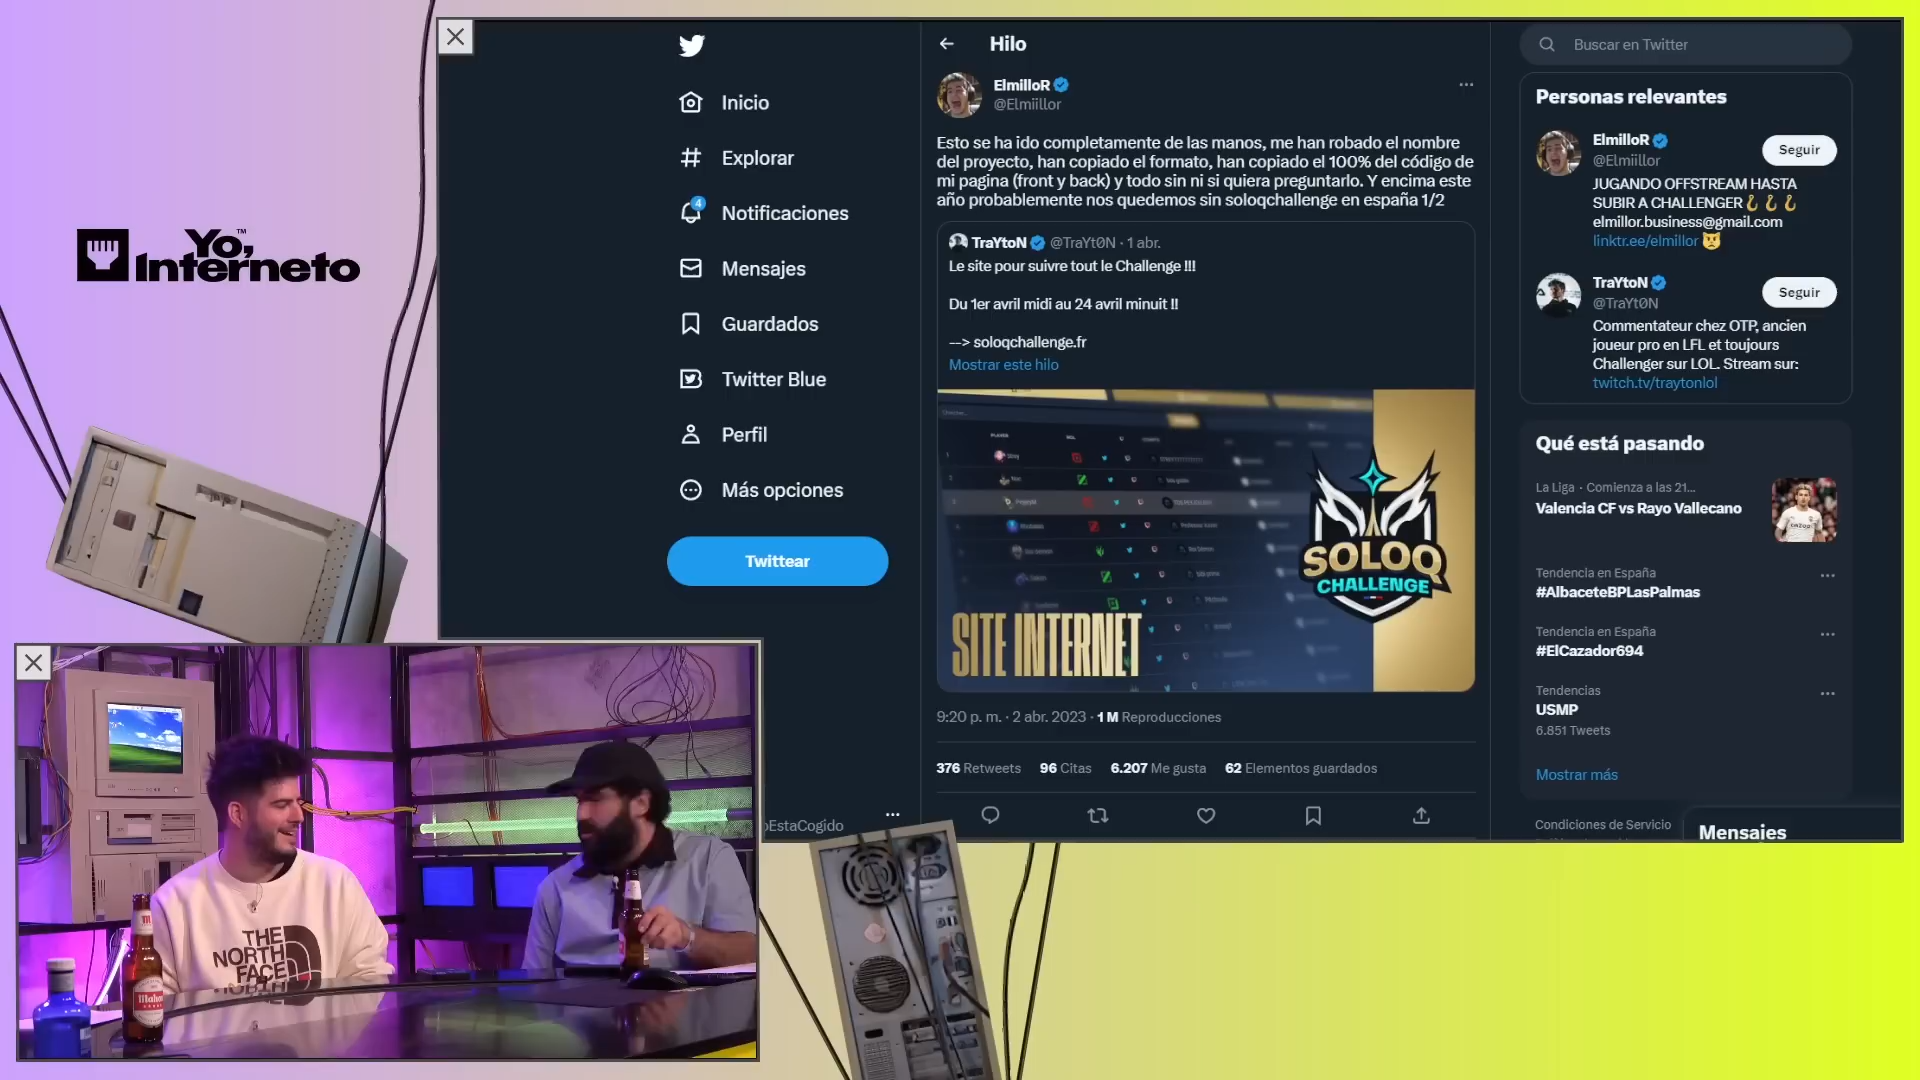 Yo,
Interneto
™
Inicio
Explorar
4
Notificaciones
Mensajes
Guardados
Twitter Blue
Perfil
Más opciones
Twittear
oEstaCogido
Hilo
ElmilloR
@Elmiillor
Esto se ha ido completamente de las manos, me han robado el nombre
del proyecto, han copiado el formato, han copiado el 100% del código de
mi pagina (front y back) y todo sin ni si quiera preguntarlo. Y encima este
año probablemente nos quedemos sin soloqchallenge en españa 1/2
TraYtoN @TraYt0N · 1 abr.
Le site pour suivre tout le Challenge !!!
Du 1er avril midi au 24 avril minuit !!
--> soloqchallenge.fr
Mostrar este hilo
SOLOQ
CHALLENGE
SITE INTERNET
9:20 p. m. · 2 abr. 2023 · 1 M Reproducciones
376 Retweets 96 Citas 6.207 Me gusta 62 Elementos guardados
Buscar en Twitter
Personas relevantes
ElmilloR
@Elmiillor
Seguir
JUGANDO OFFSTREAM HASTA
SUBIR A CHALLENGER
elmillor.business@gmail.com
linktr.ee/elmillor
TraYtoN
@TraYt0N
Seguir
Commentateur chez OTP, ancien
joueur pro en LFL et toujours
Challenger sur LOL. Stream sur:
twitch.tv/traytonlol
Qué está pasando
La Liga · Comienza a las 21...
Valencia CF vs Rayo Vallecano
Tendencia en España
#AlbaceteBPLasPalmas
Tendencia en España
#ElCazador694
Tendencias
USMP
6.851 Tweets
Mostrar más
Condiciones de Servicio
Mensajes
THE
NORTH
FACE
Mahou